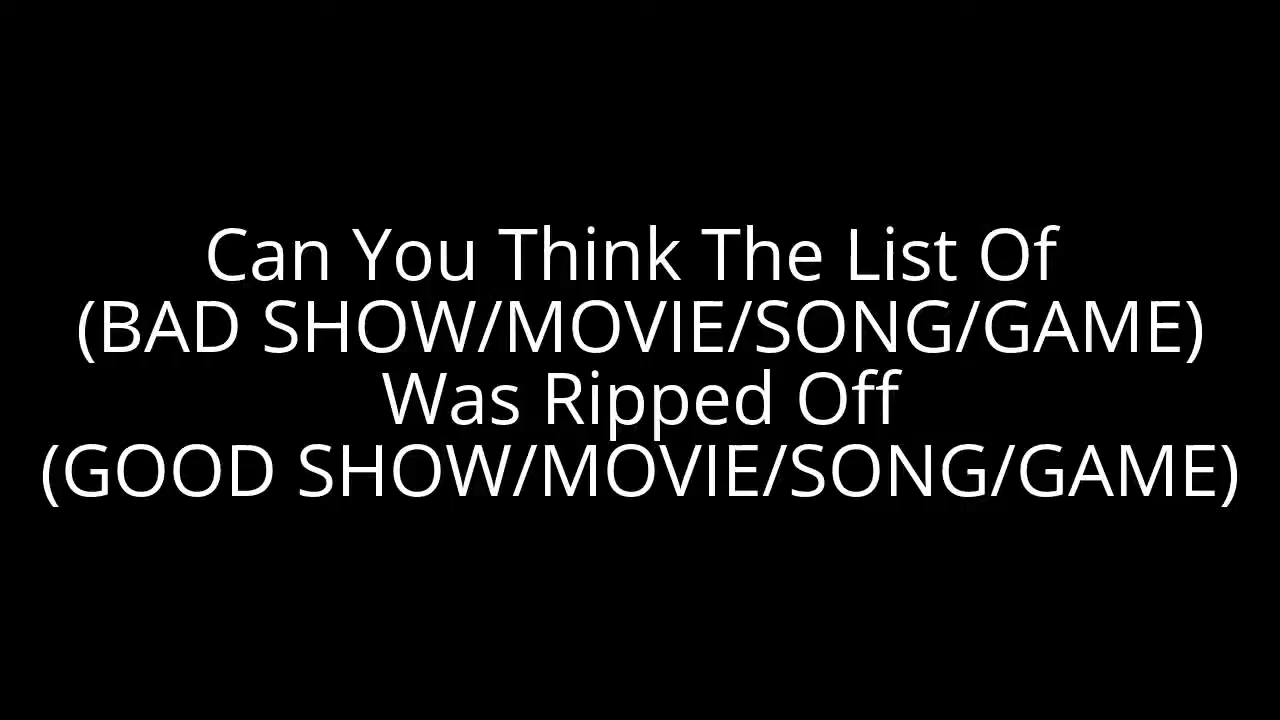 Can You Think The List Of
(BAD SHOW/MOVIE/SONG/GAME)
Was Ripped Off
(GOOD SHOW/MOVIE/SONG/GAME)